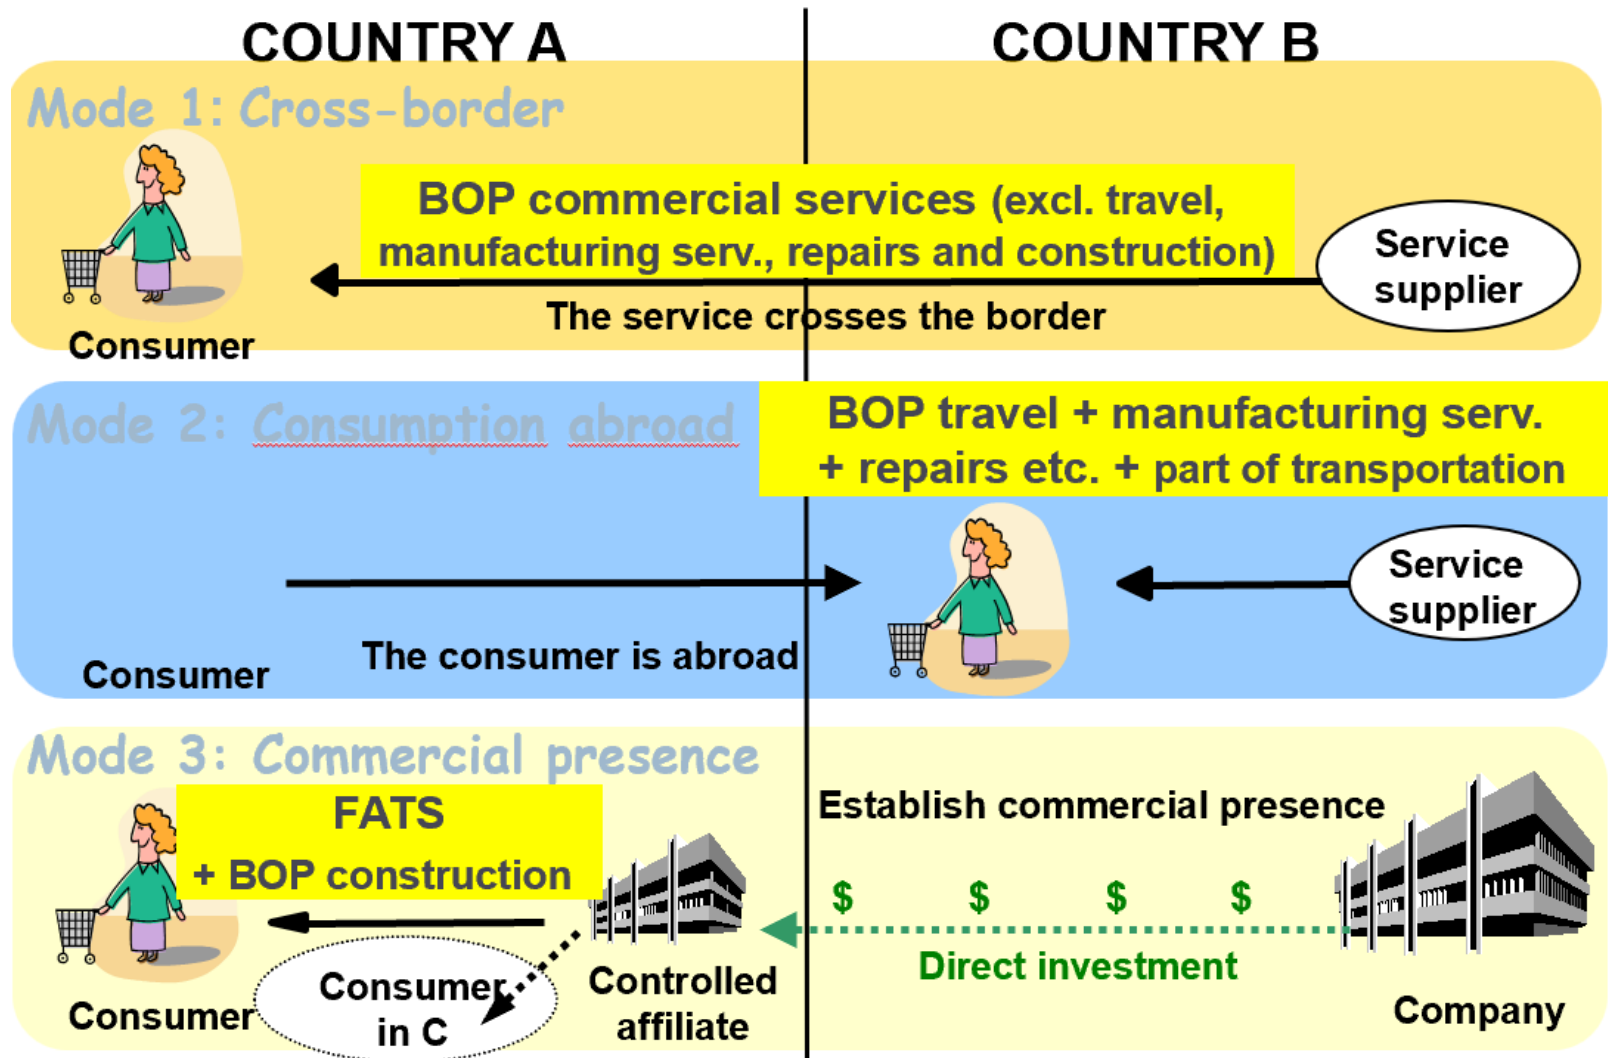 COUNTRY A
COUNTRY B
Mode 1: Cross-border
BOP commercial services (excl. travel,
manufacturing serv., repairs and construction)
Service
supplier
The service crosses the border
Consumer
Mode 2: Consumption abroad
BOP travel + manufacturing serv.
+ repairs etc. + part of transportation
Service
supplier
The consumer is abroad
Consumer
Mode 3: Commercial presence
FATS
+ BOP construction
Establish commercial presence
$ $ $ $
Direct investment
Consumer
in C
Controlled
affiliate
Consumer
Company